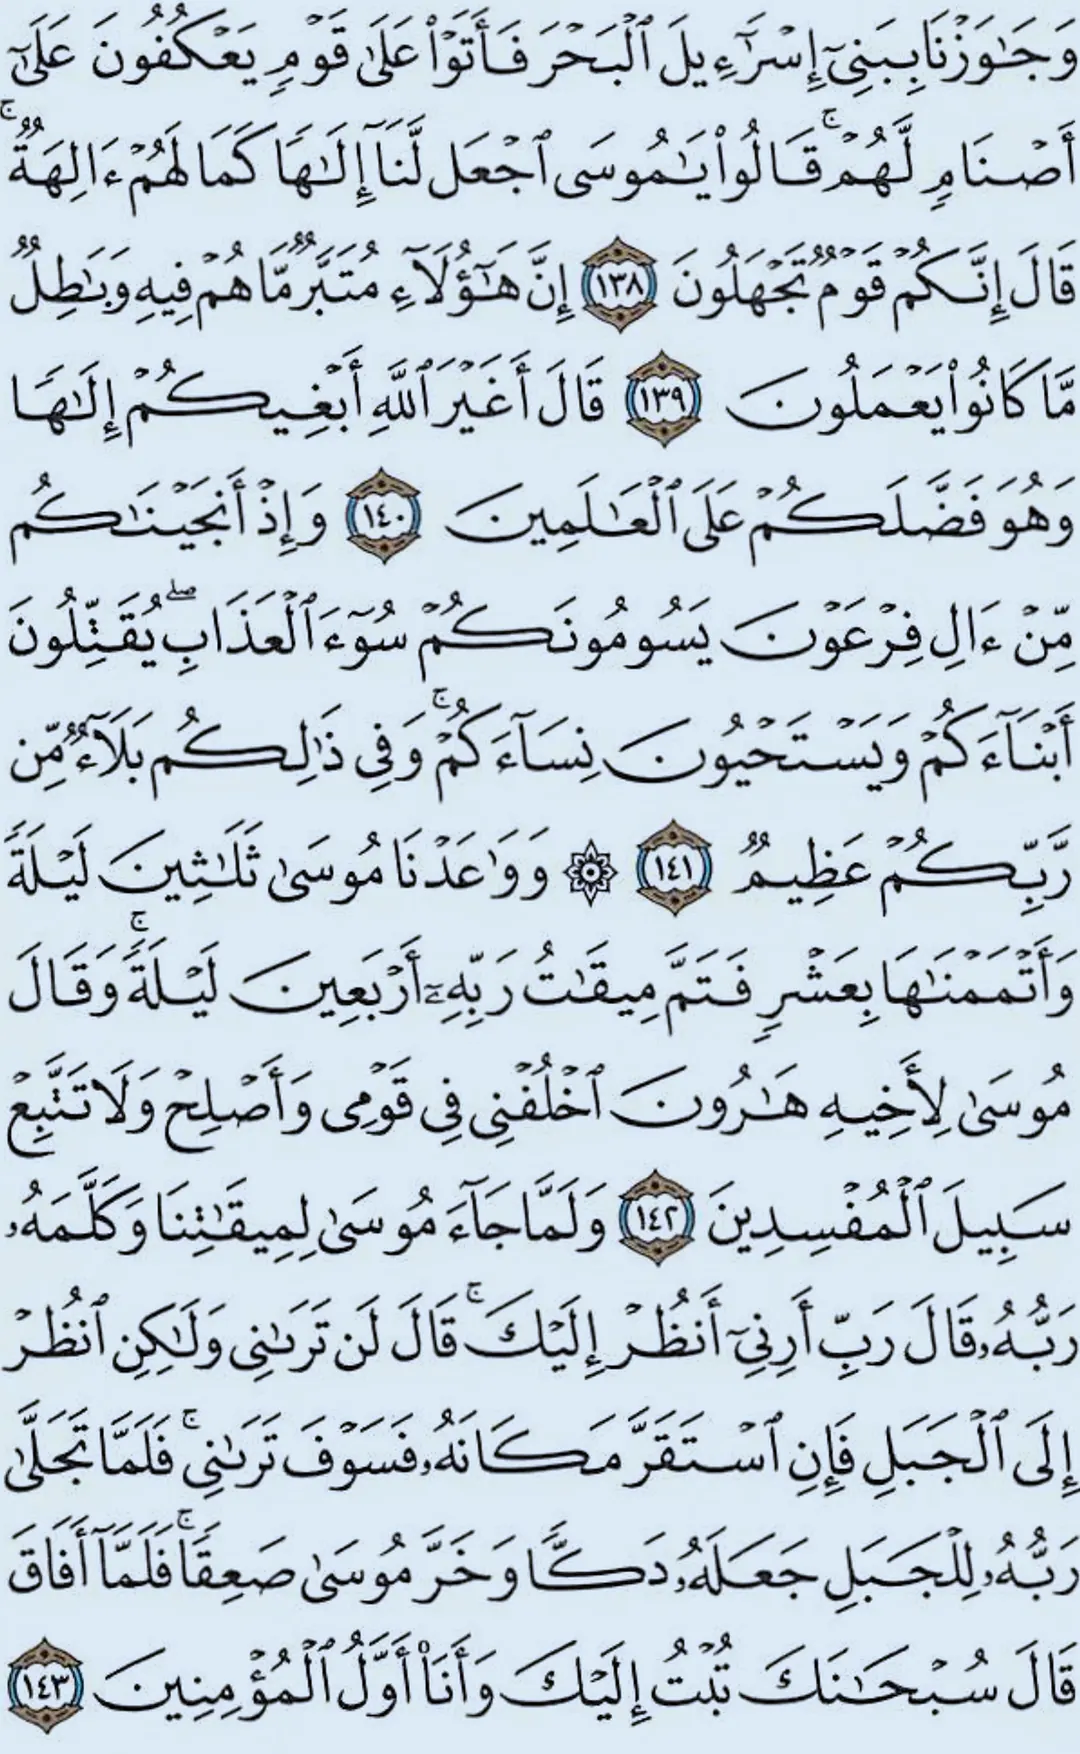 وَجَٰوَزْنَا بِبَنِىٓ إِسْرَٰٓءِيلَ ٱلْبَحْرَ فَأَتَوْا۟ عَلَىٰ قَوْمٍ يَعْكُفُونَ عَلَىٰٓ
أَصْنَامٍ لَّهُمْ ۚ قَالُوا۟ يَٰمُوسَى ٱجْعَل لَّنَآ إِلَٰهًا كَمَا لَهُمْ ءَالِهَةٌ ۚ
قَالَ إِنَّكُمْ قَوْمٌ تَجْهَلُونَ ١٣٨ إِنَّ هَٰٓؤُلَآءِ مُتَبَّرٌ مَّا هُمْ فِيهِ وَبَٰطِلٌ
مَّا كَانُوا۟ يَعْمَلُونَ ١٣٩ قَالَ أَغَيْرَ ٱللَّهِ أَبْغِيكُمْ إِلَٰهًا
وَهُوَ فَضَّلَكُمْ عَلَى ٱلْعَٰلَمِينَ ١٤٠ وَإِذْ أَنجَيْنَٰكُم
مِّنْ ءَالِ فِرْعَوْنَ يَسُومُونَكُمْ سُوٓءَ ٱلْعَذَابِ ۖ يُقَتِّلُونَ
أَبْنَآءَكُمْ وَيَسْتَحْيُونَ نِسَآءَكُمْ ۚ وَفِى ذَٰلِكُم بَلَآءٌ مِّن
رَّبِّكُمْ عَظِيمٌ ١٤١ ۞ وَوَٰعَدْنَا مُوسَىٰ ثَلَٰثِينَ لَيْلَةً
وَأَتْمَمْنَٰهَا بِعَشْرٍ فَتَمَّ مِيقَٰتُ رَبِّهِۦٓ أَرْبَعِينَ لَيْلَةً ۚ وَقَالَ
مُوسَىٰ لِأَخِيهِ هَٰرُونَ ٱخْلُفْنِى فِى قَوْمِى وَأَصْلِحْ وَلَا تَتَّبِعْ
سَبِيلَ ٱلْمُفْسِدِينَ ١٤٢ وَلَمَّا جَآءَ مُوسَىٰ لِمِيقَٰتِنَا وَكَلَّمَهُۥ
رَبُّهُۥ قَالَ رَبِّ أَرِنِىٓ أَنظُرْ إِلَيْكَ ۚ قَالَ لَن تَرَىٰنِى وَلَٰكِنِ ٱنظُرْ
إِلَى ٱلْجَبَلِ فَإِنِ ٱسْتَقَرَّ مَكَانَهُۥ فَسَوْفَ تَرَىٰنِى ۚ فَلَمَّا تَجَلَّىٰ
رَبُّهُۥ لِلْجَبَلِ جَعَلَهُۥ دَكًّا وَخَرَّ مُوسَىٰ صَعِقًا ۚ فَلَمَّآ أَفَاقَ
قَالَ سُبْحَٰنَكَ تُبْتُ إِلَيْكَ وَأَنَا۠ أَوَّلُ ٱلْمُؤْمِنِينَ ١٤٣